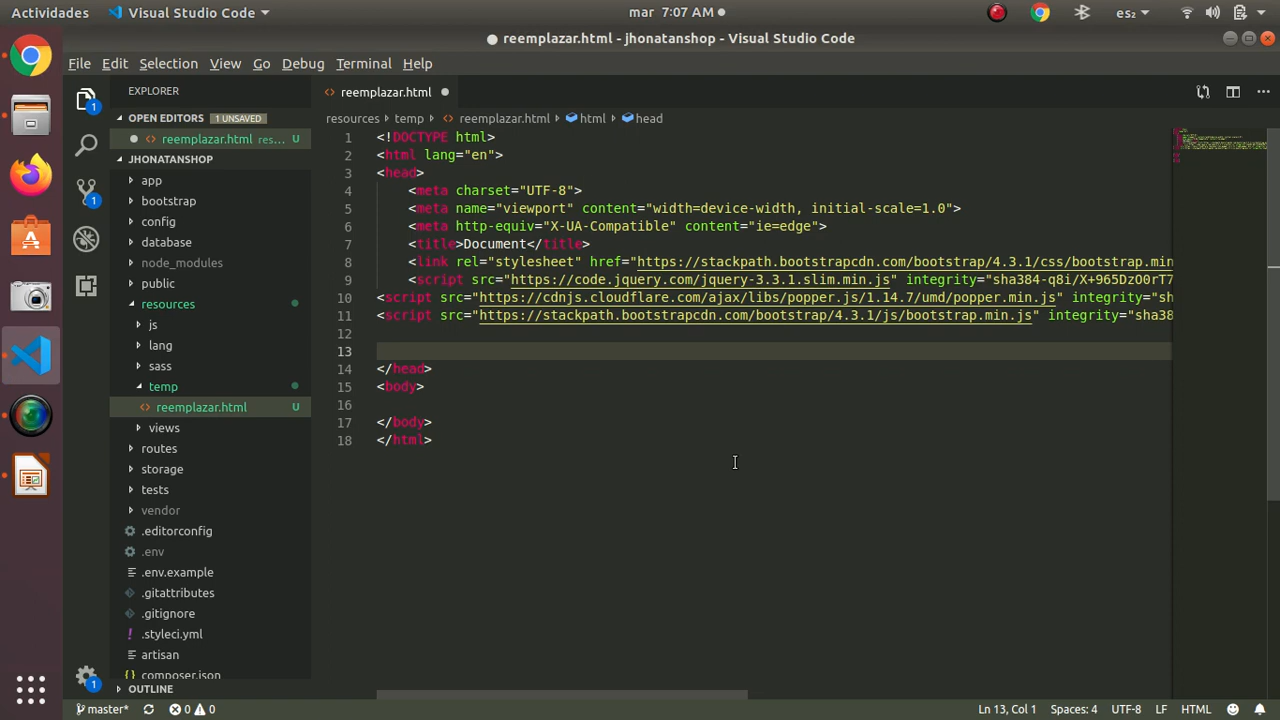 Actividades Visual Studio Code mar 7:07 AM es₂
reemplazar.html - jhonatanshop - Visual Studio Code
File Edit Selection View Go Debug Terminal Help
EXPLORER
reemplazar.html
OPEN EDITORS 1 UNSAVED
reemplazar.html res... U
JHONATANSHOP
app
bootstrap
config
database
node_modules
public
resources
js
lang
sass
temp
reemplazar.html U
views
routes
storage
tests
vendor
.editorconfig
.env
.env.example
.gitattributes
.gitignore
.styleci.yml
artisan
composer.json
OUTLINE
resources temp reemplazar.html html head
1 <!DOCTYPE html>
2 <html lang="en">
3 <head>
4 <meta charset="UTF-8">
5 <meta name="viewport" content="width=device-width, initial-scale=1.0">
6 <meta http-equiv="X-UA-Compatible" content="ie=edge">
7 <title>Document</title>
8 <link rel="stylesheet" href="https://stackpath.bootstrapcdn.com/bootstrap/4.3.1/css/bootstrap.min
9 <script src="https://code.jquery.com/jquery-3.3.1.slim.min.js" integrity="sha384-q8i/X+965DzO0rT7
10 <script src="https://cdnjs.cloudflare.com/ajax/libs/popper.js/1.14.7/umd/popper.min.js" integrity="sh
11 <script src="https://stackpath.bootstrapcdn.com/bootstrap/4.3.1/js/bootstrap.min.js" integrity="sha38
12
13
14 </head>
15 <body>
16
17 </body>
18 </html>
1
1
1
master* 0 0 Ln 13, Col 1 Spaces: 4 UTF-8 LF HTML